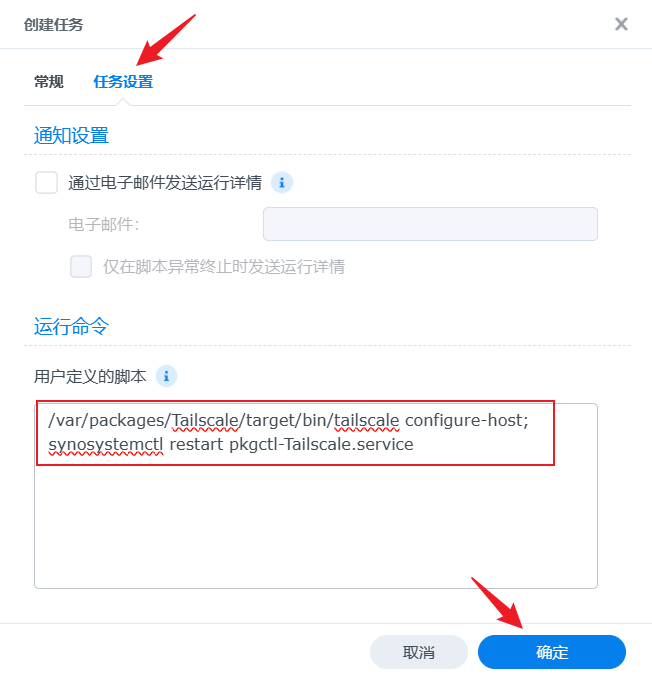 创建任务
常规 任务设置
通知设置
通过电子邮件发送运行详情
电子邮件:
仅在脚本异常终止时发送运行详情
运行命令
用户定义的脚本
/var/packages/Tailscale/target/bin/tailscale configure-host;
synosystemctl restart pkgctl-Tailscale.service
取消 确定